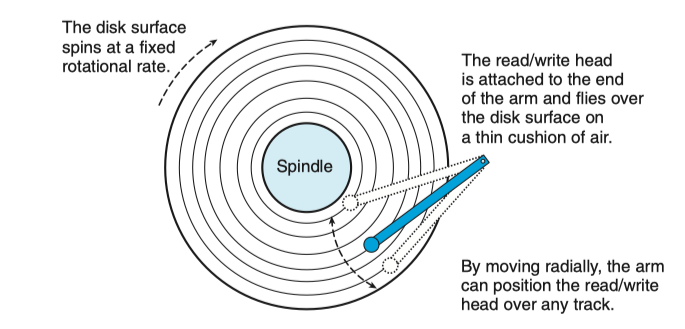 The disk surface
spins at a fixed
rotational rate.
The read/write head
is attached to the end
of the arm and flies over
the disk surface on
a thin cushion of air.
Spindle
By moving radially, the arm
can position the read/write
head over any track.